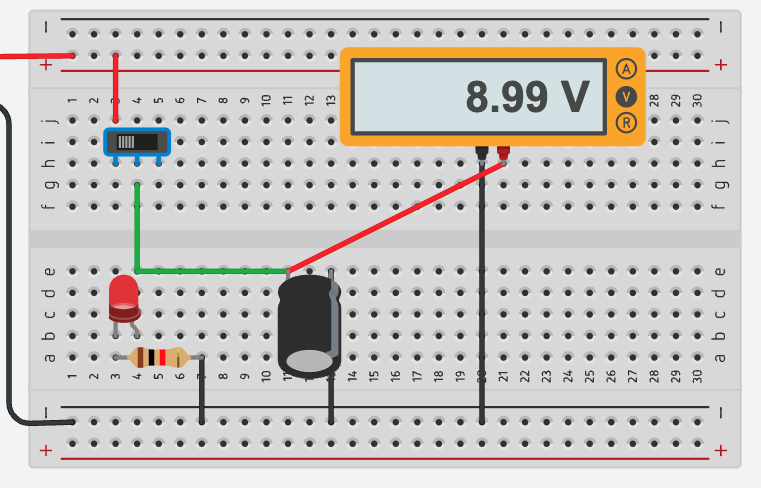 − −
+ +
8.99 V
A
V
R
1 2 3 4 5 6 7 8 9 10 11 12 13 28 29 30
j j
i i
h h
g g
f f
e e
d d
c c
b b
a a
1 2 3 4 5 6 7 8 9 10 11 14 15 16 17 18 19 20 21 22 23 24 25 26 27 28 29 30
− −
+ +